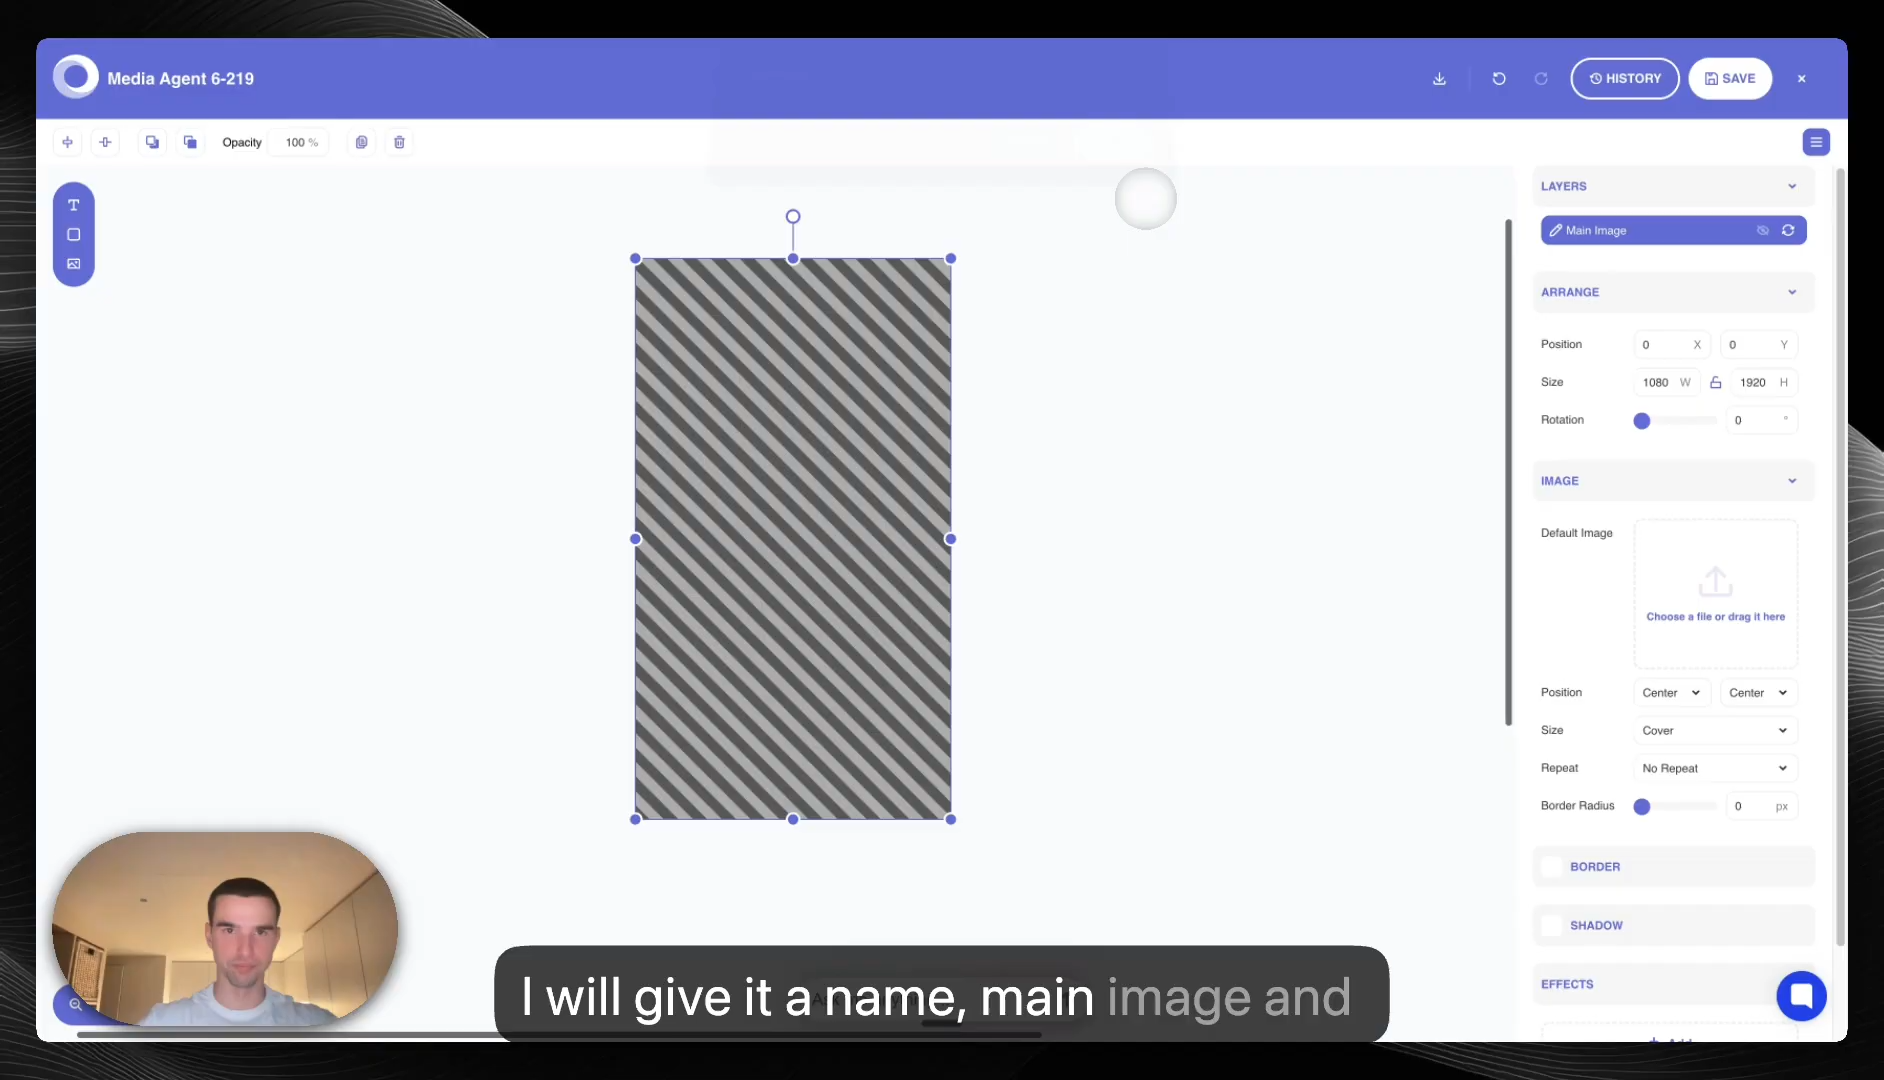 Media Agent 6-219
HISTORY
SAVE
Opacity
100 %
T
LAYERS
Main Image
ARRANGE
Position
0 X
0 Y
Size
1080 W
1920 H
Rotation
0 °
IMAGE
Default Image
Choose a file or drag it here
Position
Center
Center
Size
Cover
Repeat
No Repeat
Border Radius
0 px
BORDER
SHADOW
EFFECTS
I will give it a name, main image and